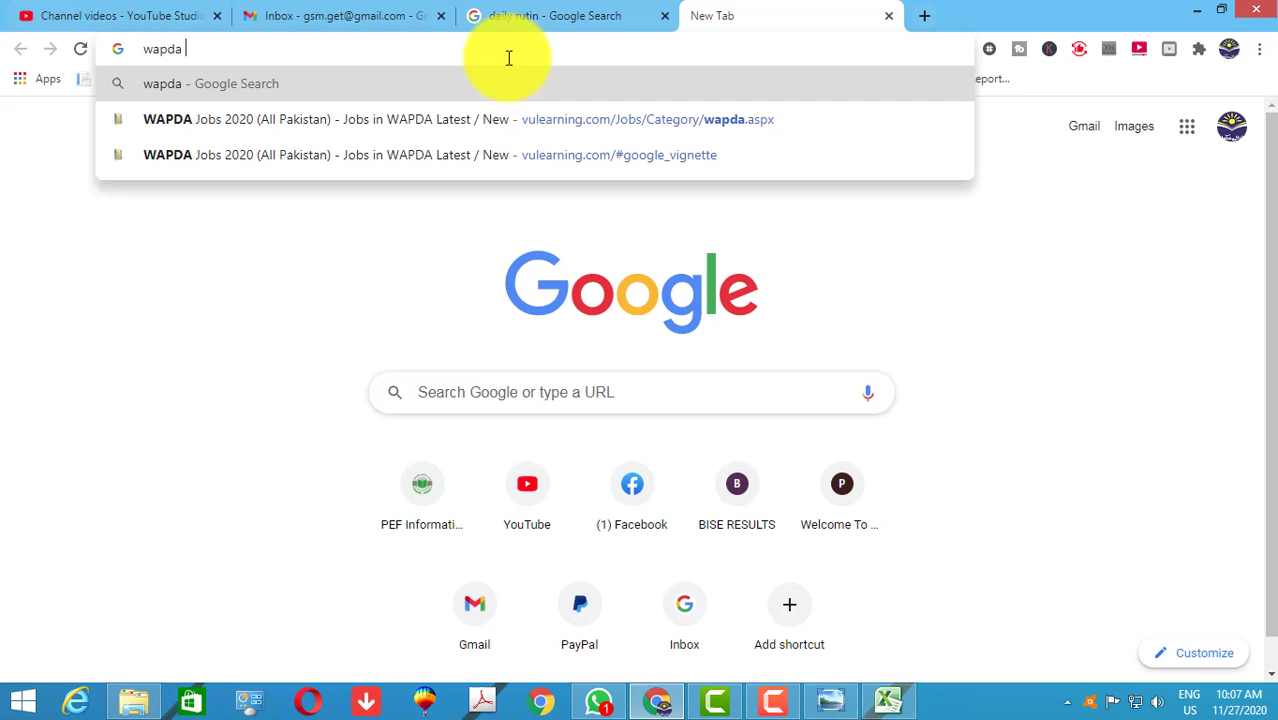 Channel videos - YouTube Studio
Inbox - gsm.get@gmail.com - G
daily rutin - Google Search
New Tab
wapda
Apps
eport...
wapda - Google Search
WAPDA Jobs 2020 (All Pakistan) - Jobs in WAPDA Latest / New - vulearning.com/Jobs/Category/wapda.aspx
WAPDA Jobs 2020 (All Pakistan) - Jobs in WAPDA Latest / New - vulearning.com/#google_vignette
Gmail
Images
Google
Search Google or type a URL
B
P
PEF Informati...
YouTube
(1) Facebook
BISE RESULTS
Welcome To ...
Gmail
PayPal
Inbox
Add shortcut
Customize
1
ENG
US
10:07 AM
11/27/2020